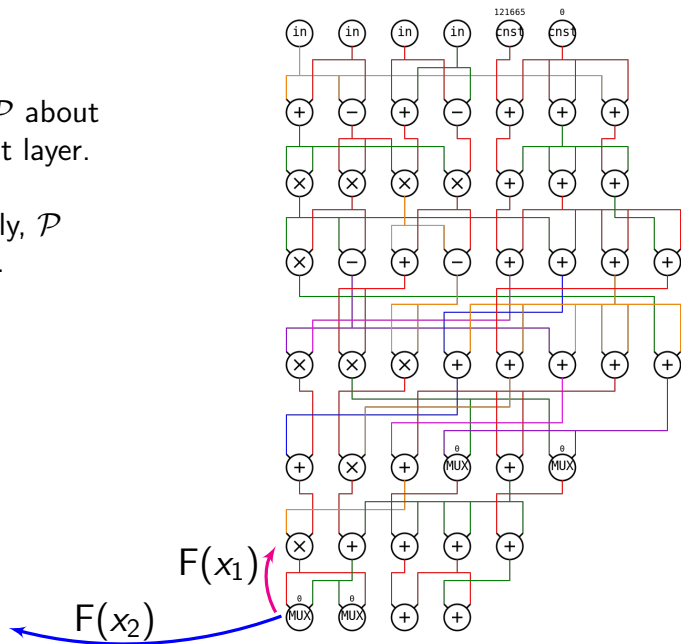 121665 0
in in in in cnst cnst
𝒫 about
+ − + − + + +
t layer.
× × × × + + +
ly, 𝒫
.
× − + − + + + +
× × × + + + + +
0 0
+ × + MUX + MUX
× + + + +
F(x₁)
0 0
MUX MUX + +
F(x₂)